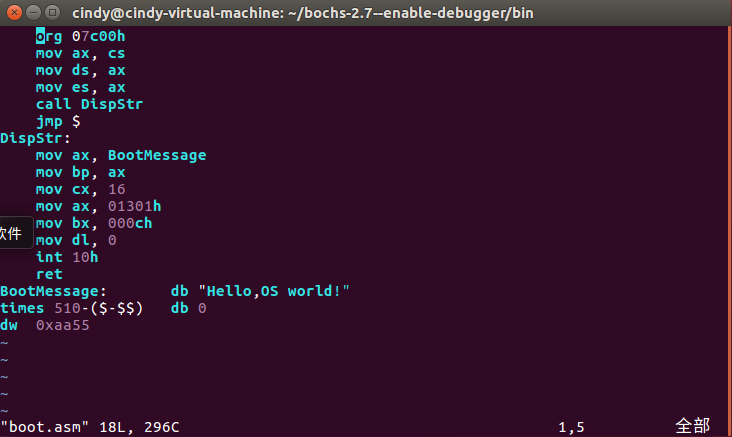 cindy@cindy-virtual-machine: ~/bochs-2.7--enable-debugger/bin
org 07c00h
mov ax, cs
mov ds, ax
mov es, ax
call DispStr
jmp $
DispStr:
mov ax, BootMessage
mov bp, ax
mov cx, 16
mov ax, 01301h
mov bx, 000ch
软件
mov dl, 0
int 10h
ret
BootMessage:       db "Hello,OS world!"
times 510-($-$$)   db 0
dw  0xaa55
~
~
~
~
~
"boot.asm" 18L, 296C 1,5 全部